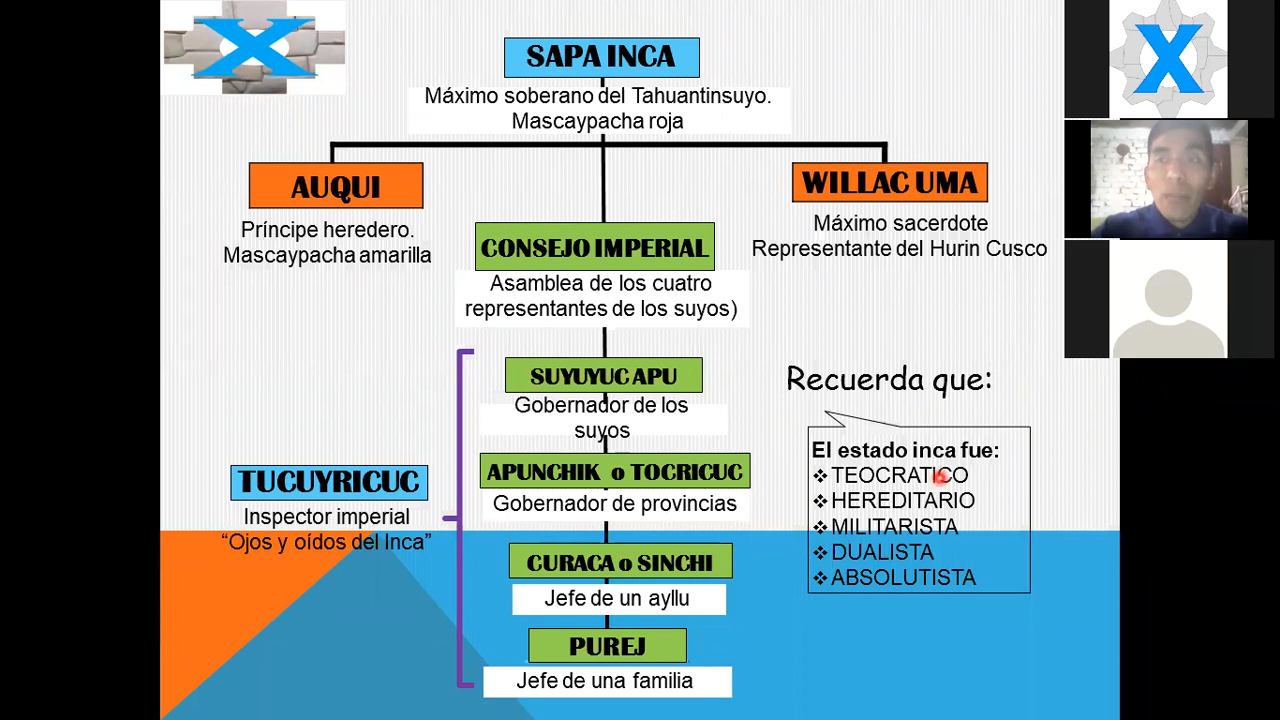 SAPA INCA
Máximo soberano del Tahuantinsuyo.
Mascaypacha roja
AUQUI
Príncipe heredero.
Mascaypacha amarilla
WILLAC UMA
Máximo sacerdote
Representante del Hurin Cusco
CONSEJO IMPERIAL
Asamblea de los cuatro
representantes de los suyos)
SUYUYUC APU
Gobernador de los
suyos
APUNCHIK o TOCRICUC
Gobernador de provincias
CURACA o SINCHI
Jefe de un ayllu
PUREJ
Jefe de una familia
TUCUYRICUC
Inspector imperial
“Ojos y oídos del Inca”
Recuerda que:
El estado inca fue:
❖TEOCRATICO
❖HEREDITARIO
❖MILITARISTA
❖DUALISTA
❖ABSOLUTISTA
X
X